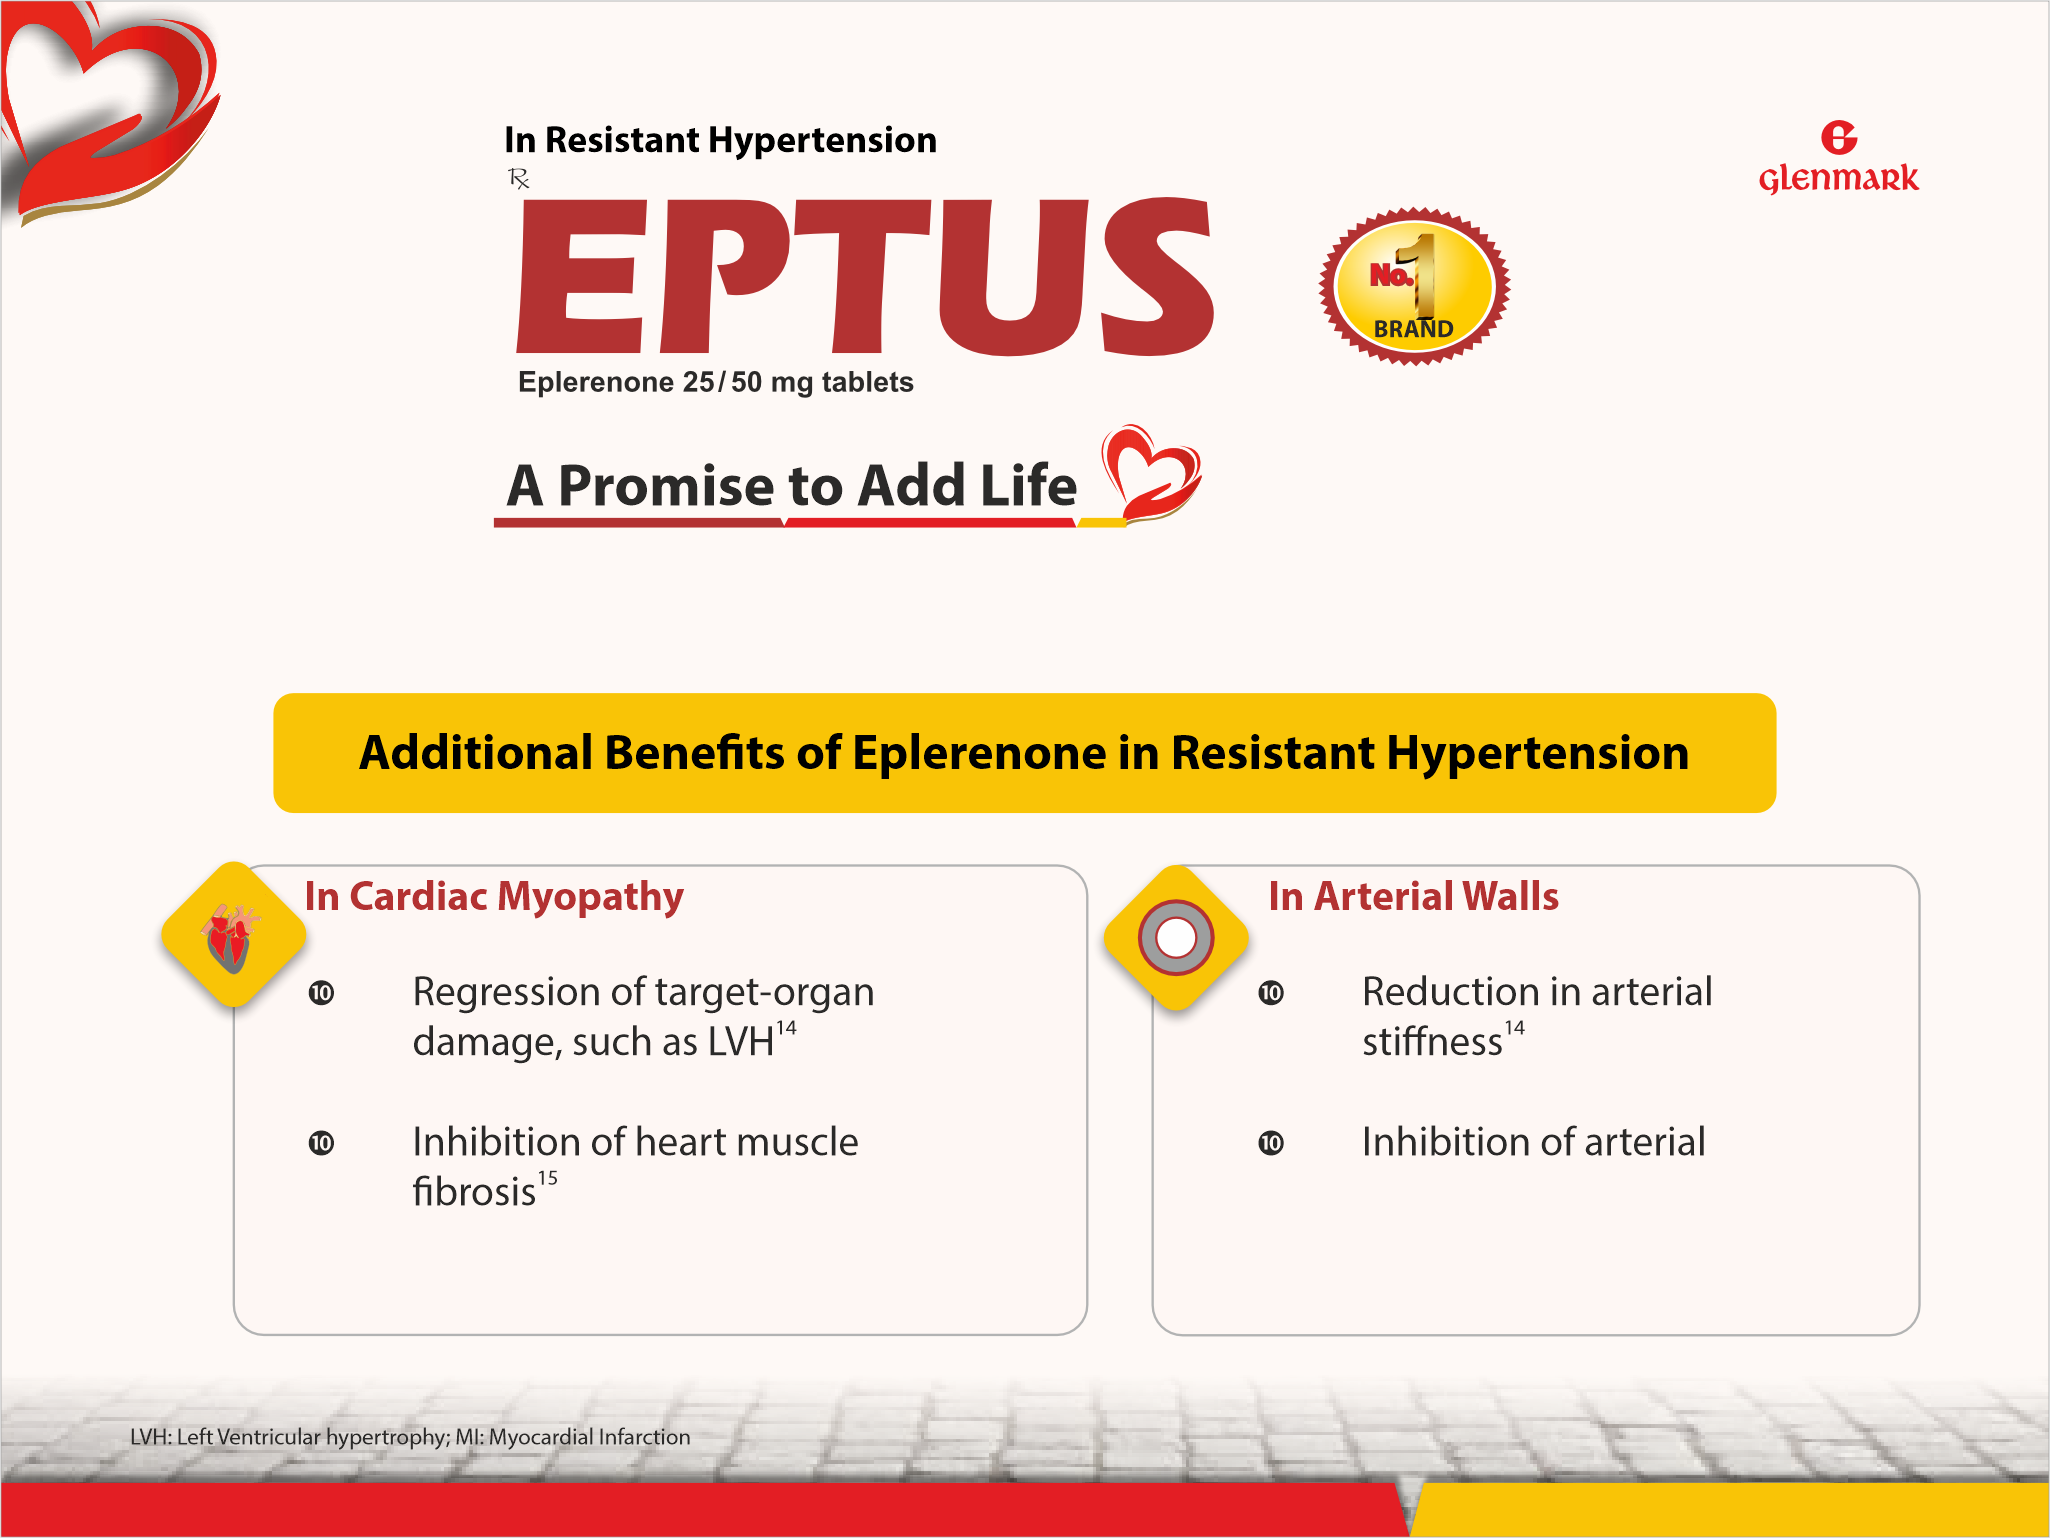 In Resistant Hypertension
℞
EPTUS
Eplerenone 25/50 mg tablets
A Promise to Add Life
glenmark
No.1
BRAND
Additional Benefits of Eplerenone in Resistant Hypertension
In Cardiac Myopathy
❿ Regression of target-organ
damage, such as LVH¹⁴
❿ Inhibition of heart muscle
fibrosis¹⁵
In Arterial Walls
❿ Reduction in arterial
stiffness¹⁴
❿ Inhibition of arterial
LVH: Left Ventricular hypertrophy; MI: Myocardial Infarction